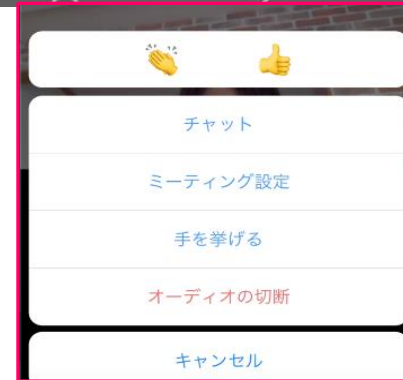 チャット
ミーティング設定
手を挙げる
オーディオの切断
キャンセル